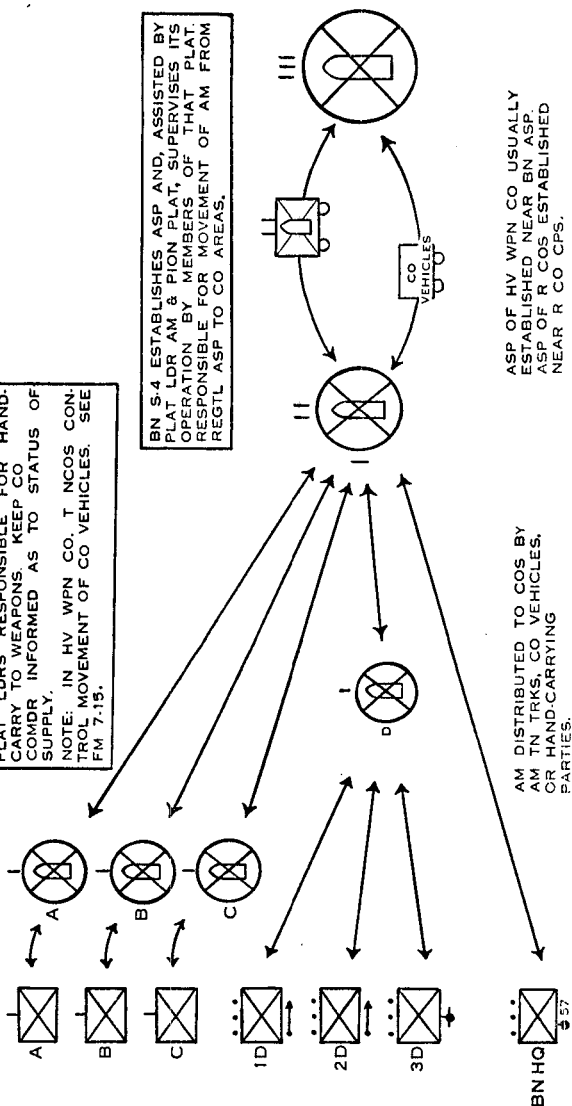 PLAT LDRS RESPONSIBLE FOR HAND-
CARRY TO WEAPONS. KEEP CO
COMDR INFORMED AS TO STATUS OF
SUPPLY.
NOTE: IN HV WPN CO, T NCOS CON-
TROL MOVEMENT OF CO VEHICLES. SEE
FM 7-15.
BN S-4 ESTABLISHES ASP AND, ASSISTED BY
PLAT LDR AM & PION PLAT, SUPERVISES ITS
OPERATION BY MEMBERS OF THAT PLAT.
RESPONSIBLE FOR MOVEMENT OF AM FROM
REGTL ASP TO CO AREAS.
A
A
B
B
C
C
1D
2D
3D
D
BN HQ
57
I
II
III
CO
VEHICLES
AM DISTRIBUTED TO COS BY
AM TN TRKS, CO VEHICLES,
OR HAND-CARRYING
PARTIES.
ASP OF HV WPN CO USUALLY
ESTABLISHED NEAR BN ASP.
ASP OF R COS ESTABLISHED
NEAR R CO CPS.